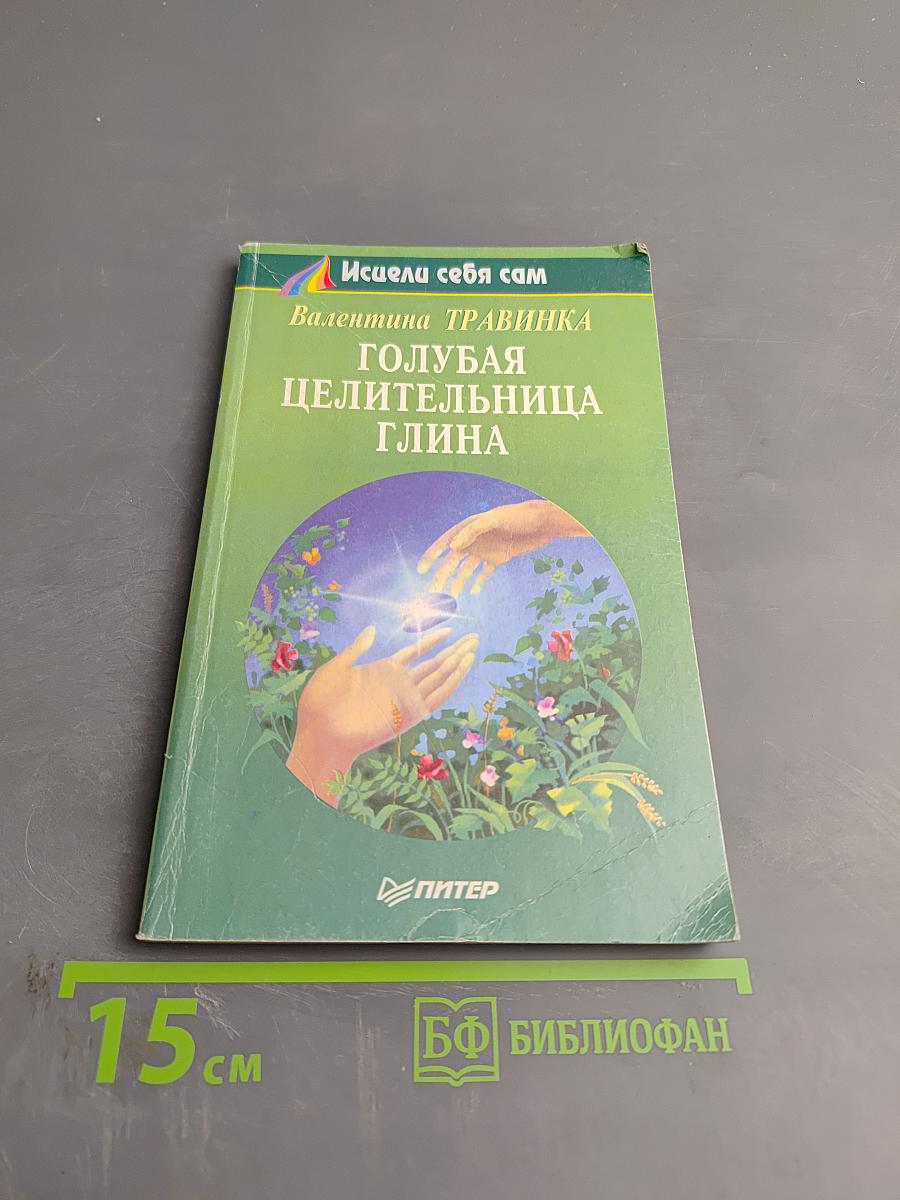 Исцели себя сам
Валентина ТРАВИНКА
ГОЛУБАЯ
ЦЕЛИТЕЛЬНИЦА
ГЛИНА
ПИТЕР
15 см
БФ БИБЛИОФАН